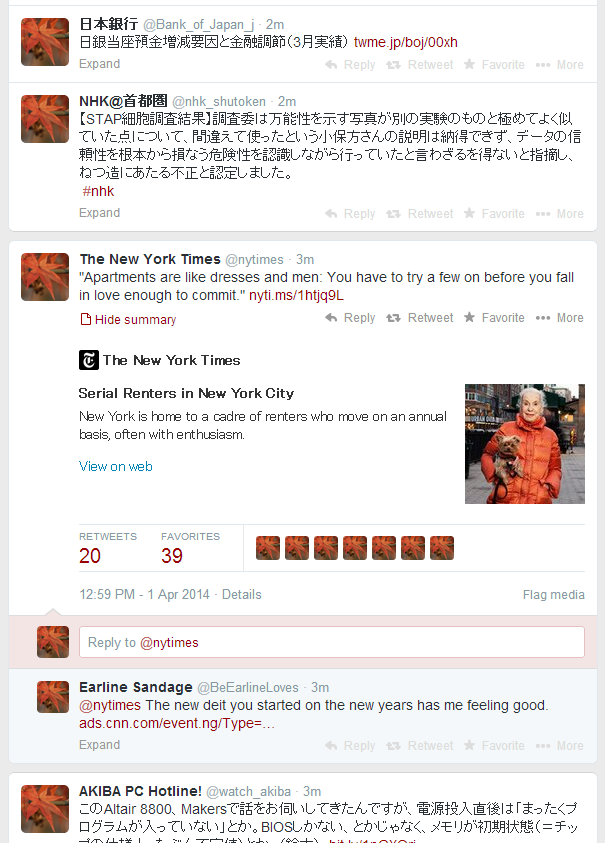 日本銀行 @Bank_of_Japan_j · 2m
日銀当座預金増減要因と金融調節（3月実績） twme.jp/boj/00xh
Expand Reply Retweet Favorite More
NHK@首都圏 @nhk_shutoken · 2m
【STAP細胞調査結果】調査委は万能性を示す写真が別の実験のものと極めてよく似
ていた点について、間違えて使ったという小保方さんの説明は納得できず、データの信
頼性を根本から損なう危険性を認識しながら行っていたと言わざるを得ないと指摘し、
ねつ造にあたる不正と認定しました。
#nhk
Expand Reply Retweet Favorite More
The New York Times @nytimes · 3m
"Apartments are like dresses and men: You have to try a few on before you fall
in love enough to commit." nyti.ms/1htjq9L
Hide summary Reply Retweet Favorite More
The New York Times
Serial Renters in New York City
New York is home to a cadre of renters who move on an annual
basis, often with enthusiasm.
View on web
RETWEETS FAVORITES
20 39
12:59 PM - 1 Apr 2014 · Details Flag media
Reply to @nytimes
Earline Sandage @BeEarlineLoves · 3m
@nytimes The new deit you started on the new years has me feeling good.
ads.cnn.com/event.ng/Type=…
Expand Reply Retweet Favorite More
AKIBA PC Hotline! @watch_akiba · 3m
このAltair 8800、Makersで話をお伺いしてきたんですが、電源投入直後は「まったくプ
ログラムが入っていない」とか。BIOSしかない、とかじゃなく、メモリが初期状態（＝チッ